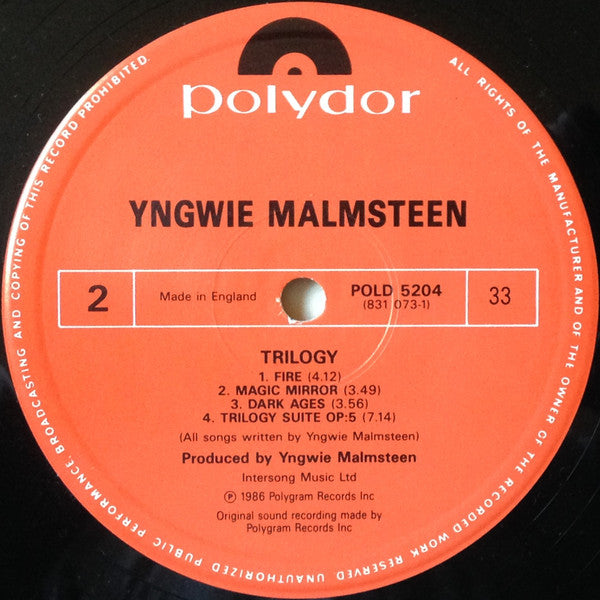 polydor
YNGWIE MALMSTEEN
2
Made in England
POLD 5204
(831 073-1)
33
TRILOGY
1. FIRE (4.12)
2. MAGIC MIRROR (3.49)
3. DARK AGES (3.56)
4. TRILOGY SUITE OP:5 (7.14)
(All songs written by Yngwie Malmsteen)
Produced by Yngwie Malmsteen
Intersong Music Ltd
Ⓟ 1986 Polygram Records Inc
Original sound recording made by
Polygram Records Inc
ALL RIGHTS OF THE MANUFACTURER AND OF THE OWNER OF THE RECORDED WORK RESERVED UNAUTHORIZED PUBLIC PERFORMANCE BROADCASTING AND COPYING OF THIS RECORD PROHIBITED.